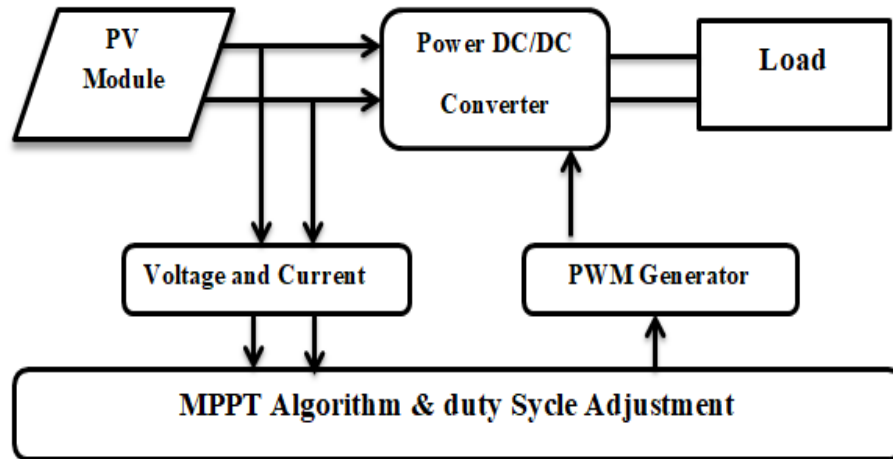 PV
Module
Power DC/DC
Converter
Load
Voltage and Current
PWM Generator
MPPT Algorithm & duty Sycle Adjustment